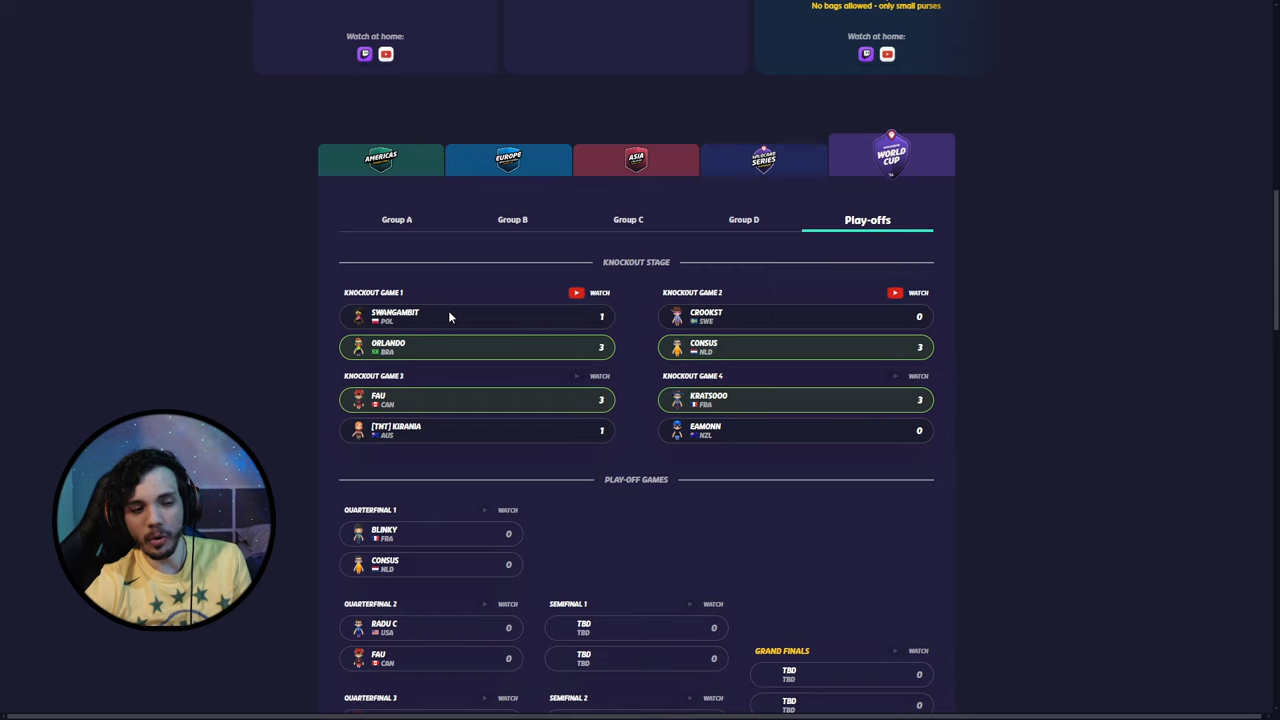 No bags allowed - only small purses
Watch at home:
Watch at home:
AMERICAS
EUROPE
ASIA
WILDCARD SERIES
WORLD CUP
Group A
Group B
Group C
Group D
Play-offs
KNOCKOUT STAGE
KNOCKOUT GAME 1
WATCH
SWANGAMBIT
POL
1
ORLANDO
BRA
3
KNOCKOUT GAME 2
WATCH
CROOKST
SWE
0
CONSUS
NLD
3
KNOCKOUT GAME 3
WATCH
FAU
CAN
3
[TNT] KIRANIA
AUS
1
KNOCKOUT GAME 4
WATCH
KRATSOOO
FRA
3
EAMONN
NZL
0
PLAY-OFF GAMES
QUARTERFINAL 1
WATCH
BLINKY
FRA
0
CONSUS
NLD
0
QUARTERFINAL 2
WATCH
RADU C
USA
0
FAU
CAN
0
SEMIFINAL 1
WATCH
TBD
TBD
0
TBD
TBD
0
GRAND FINALS
WATCH
TBD
TBD
0
TBD
TBD
0
QUARTERFINAL 3
WATCH
SEMIFINAL 2
WATCH